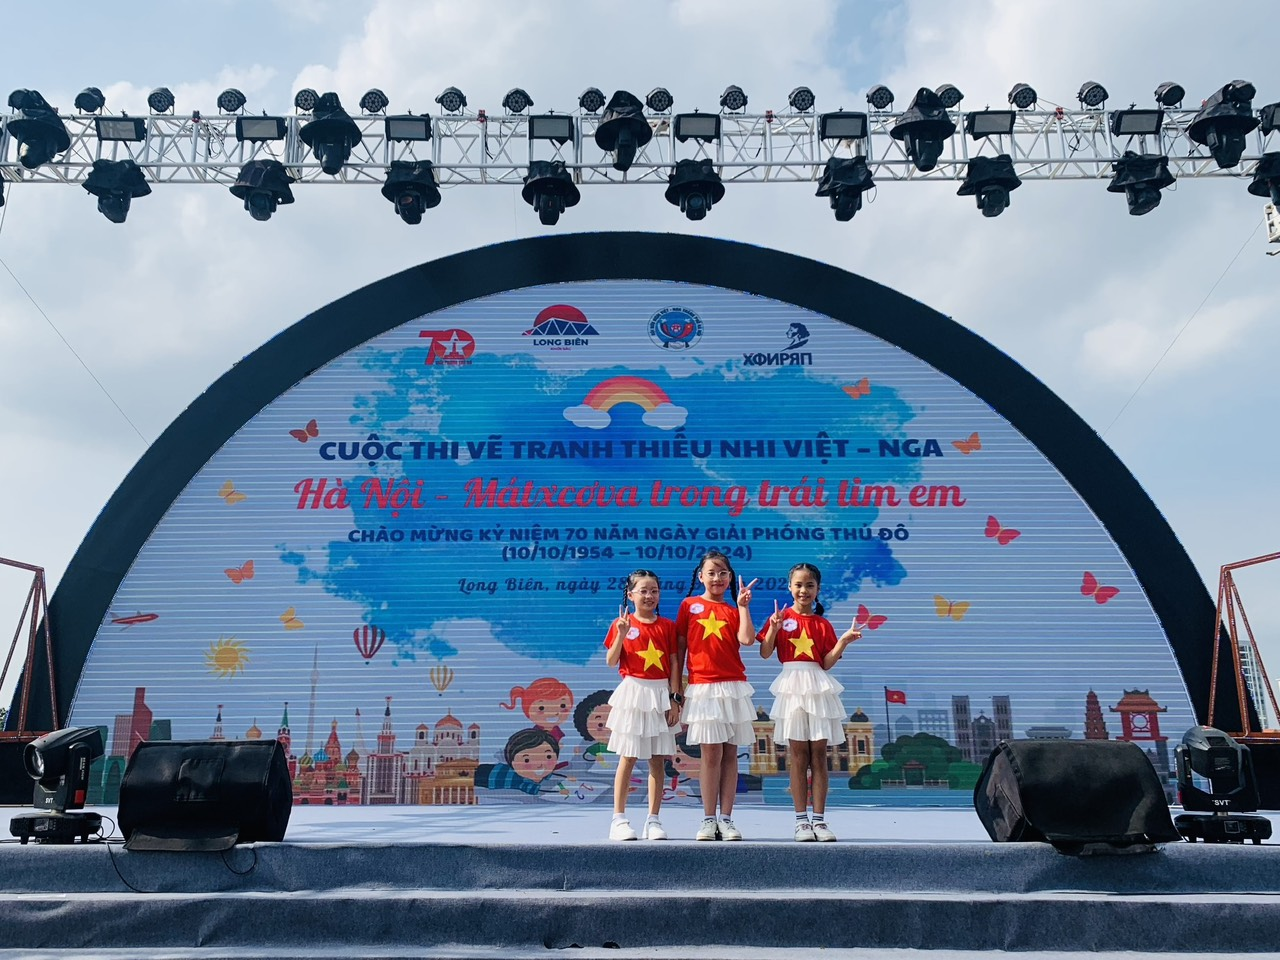 70
LONG BIÊN
ХФИРЯП
CUỘC THI VẼ TRANH THIẾU NHI VIỆT – NGA
Hà Nội - Mátxcơva trong trái tim em
CHÀO MỪNG KỶ NIỆM 70 NĂM NGÀY GIẢI PHÓNG THỦ ĐÔ
(10/10/1954 – 10/10/2024)
Long Biên, ngày 28
SVT
SVT